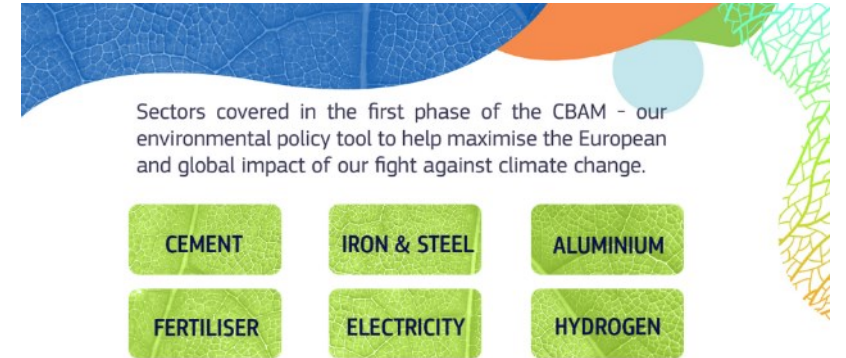 Sectors covered in the first phase of the CBAM - our
environmental policy tool to help maximise the European
and global impact of our fight against climate change.
CEMENT
IRON & STEEL
ALUMINIUM
FERTILISER
ELECTRICITY
HYDROGEN